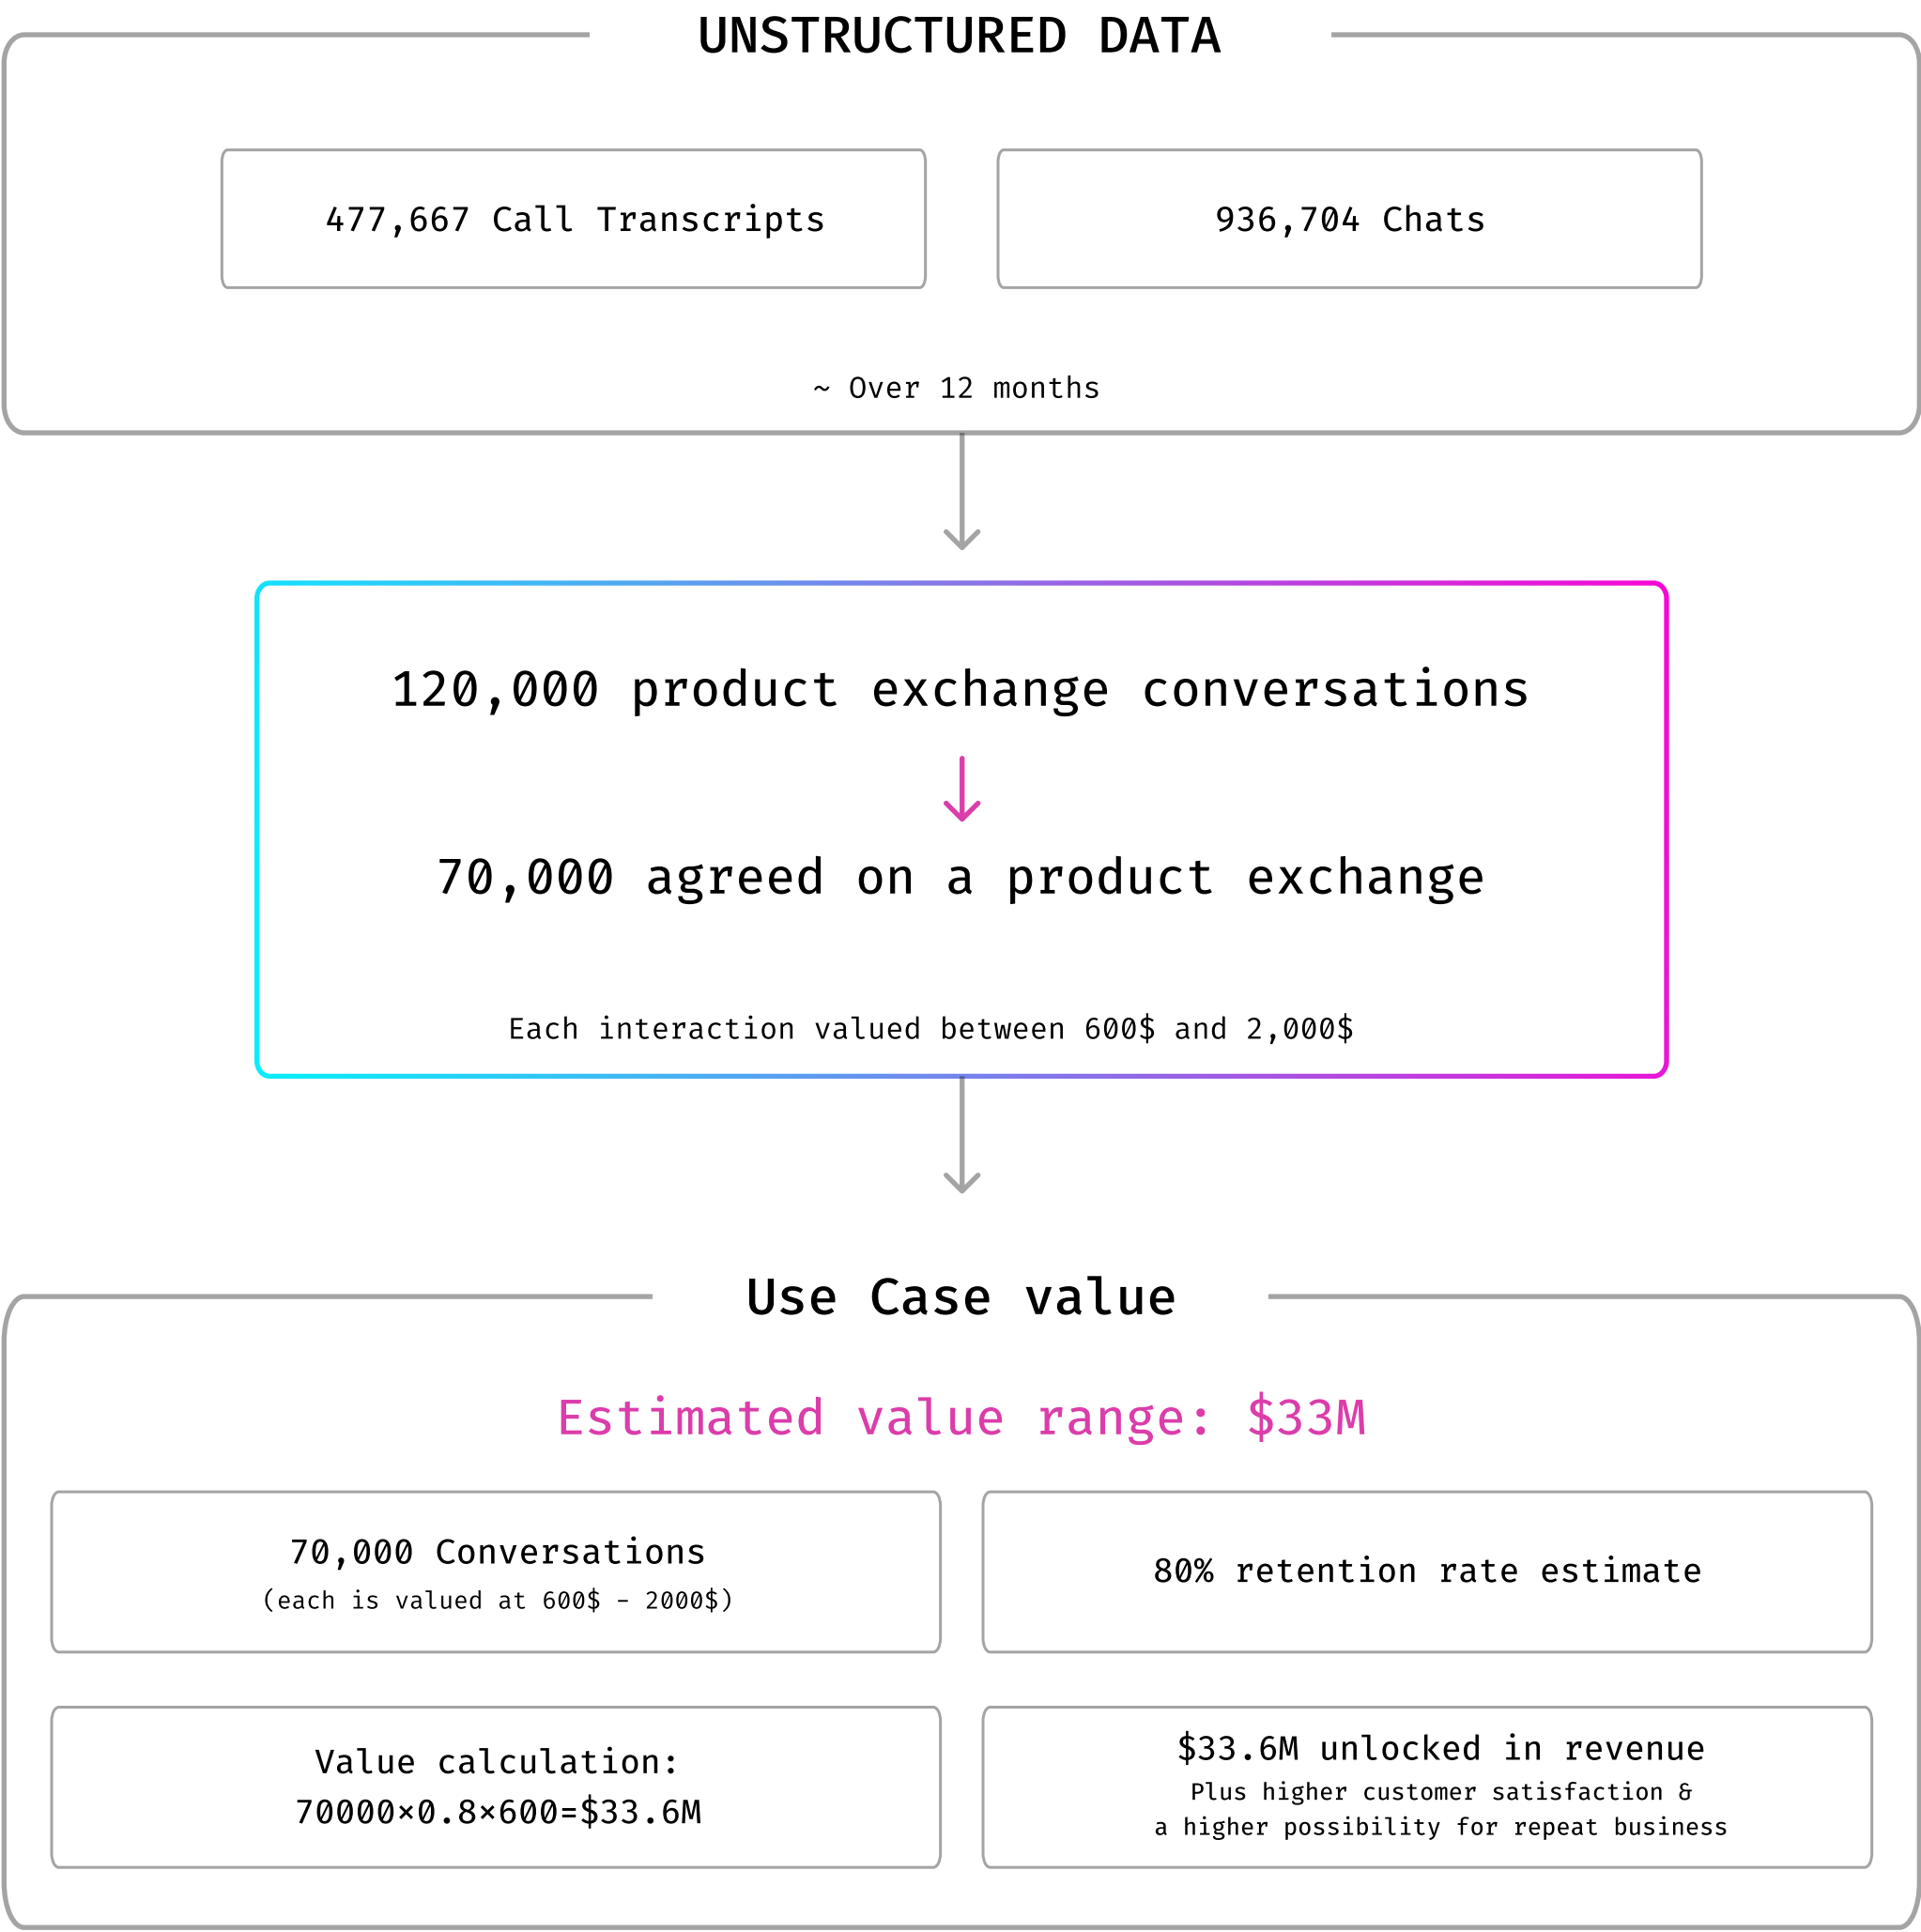 UNSTRUCTURED DATA
477,667 Call Transcripts
936,704 Chats
~ Over 12 months
120,000 product exchange conversations
70,000 agreed on a product exchange
Each interaction valued between 600$ and 2,000$
Use Case value
Estimated value range: $33M
70,000 Conversations
(each is valued at 600$ – 2000$)
80% retention rate estimate
Value calculation:
70000×0.8×600=$33.6M
$33.6M unlocked in revenue
Plus higher customer satisfaction &
a higher possibility for repeat business